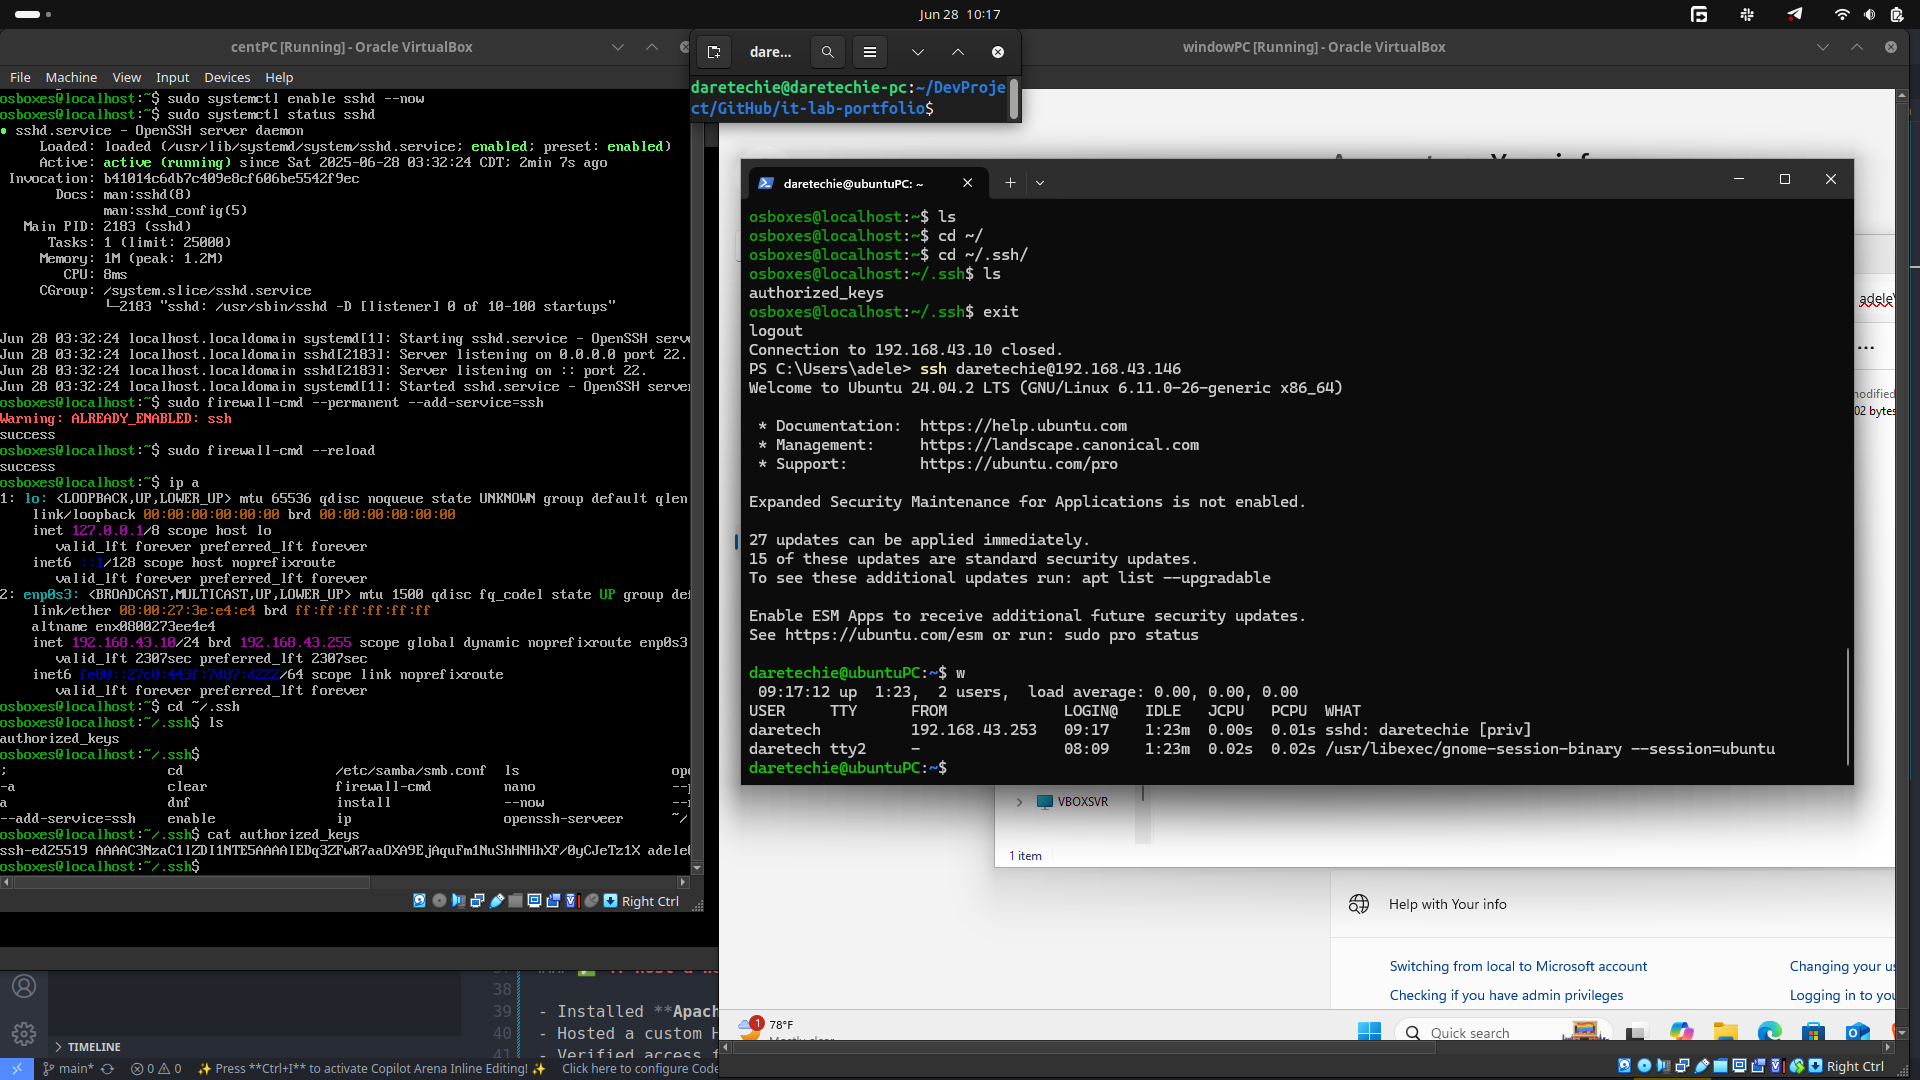 Jun 28 10:17
centPC [Running] - Oracle VirtualBox
File Machine View Input Devices Help
osboxes@localhost:~$ sudo systemctl enable sshd --now
osboxes@localhost:~$ sudo systemctl status sshd
● sshd.service - OpenSSH server daemon
Loaded: loaded (/usr/lib/systemd/system/sshd.service; enabled; preset: enabled)
Active: active (running) since Sat 2025-06-28 03:32:24 CDT; 2min 7s ago
Invocation: b41014c6db7c409e8cf606be5542f9ec
Docs: man:sshd(8)
man:sshd_config(5)
Main PID: 2183 (sshd)
Tasks: 1 (limit: 25000)
Memory: 1M (peak: 1.2M)
CPU: 8ms
CGroup: /system.slice/sshd.service
└─2183 "sshd: /usr/sbin/sshd -D [listener] 0 of 10-100 startups"
Jun 28 03:32:24 localhost.localdomain systemd[1]: Starting sshd.service - OpenSSH serv
Jun 28 03:32:24 localhost.localdomain sshd[2183]: Server listening on 0.0.0.0 port 22.
Jun 28 03:32:24 localhost.localdomain sshd[2183]: Server listening on :: port 22.
Jun 28 03:32:24 localhost.localdomain systemd[1]: Started sshd.service - OpenSSH server
osboxes@localhost:~$ sudo firewall-cmd --permanent --add-service=ssh
Warning: ALREADY_ENABLED: ssh
success
osboxes@localhost:~$ sudo firewall-cmd --reload
success
osboxes@localhost:~$ ip a
1: lo: <LOOPBACK,UP,LOWER_UP> mtu 65536 qdisc noqueue state UNKNOWN group default qlen
link/loopback 00:00:00:00:00:00 brd 00:00:00:00:00:00
inet 127.0.0.1/8 scope host lo
valid_lft forever preferred_lft forever
inet6 ::1/128 scope host noprefixroute
valid_lft forever preferred_lft forever
2: enp0s3: <BROADCAST,MULTICAST,UP,LOWER_UP> mtu 1500 qdisc fq_codel state UP group def
link/ether 08:00:27:3e:e4:e4 brd ff:ff:ff:ff:ff:ff
altname enx0800273ee4e4
inet 192.168.43.10/24 brd 192.168.43.255 scope global dynamic noprefixroute enp0s3
valid_lft 2307sec preferred_lft 2307sec
inet6 /64 scope link noprefixroute
valid_lft forever preferred_lft forever
osboxes@localhost:~$ cd ~/.ssh
osboxes@localhost:~/.ssh$ ls
authorized_keys
osboxes@localhost:~/.ssh$
; cd /etc/samba/smb.conf ls ope
-a clear firewall-cmd nano --p
a dnf install --now --r
--add-service=ssh enable ip openssh-serveer ~/
osboxes@localhost:~/.ssh$ cat authorized_keys
ssh-ed25519 AAAAC3NzaC1lZDI1NTE5AAAAIEDq3ZFwR7aaOXA9EjAquFm1NuShHNHhXF/0yCJeTz1X adele@
osboxes@localhost:~/.ssh$
Right Ctrl
dare...
daretechie@daretechie-pc:~/DevProje
ct/GitHub/it-lab-portfolio$
windowPC [Running] - Oracle VirtualBox
daretechie@ubuntuPC: ~
osboxes@localhost:~$ ls
osboxes@localhost:~$ cd ~/
osboxes@localhost:~$ cd ~/.ssh/
osboxes@localhost:~/.ssh$ ls
authorized_keys
osboxes@localhost:~/.ssh$ exit
logout
Connection to 192.168.43.10 closed.
PS C:\Users\adele> ssh daretechie@192.168.43.146
Welcome to Ubuntu 24.04.2 LTS (GNU/Linux 6.11.0-26-generic x86_64)
* Documentation: https://help.ubuntu.com
* Management: https://landscape.canonical.com
* Support: https://ubuntu.com/pro
Expanded Security Maintenance for Applications is not enabled.
27 updates can be applied immediately.
15 of these updates are standard security updates.
To see these additional updates run: apt list --upgradable
Enable ESM Apps to receive additional future security updates.
See https://ubuntu.com/esm or run: sudo pro status
daretechie@ubuntuPC:~$ w
09:17:12 up 1:23, 2 users, load average: 0.00, 0.00, 0.00
USER TTY FROM LOGIN@ IDLE JCPU PCPU WHAT
daretech 192.168.43.253 09:17 1:23m 0.00s 0.01s sshd: daretechie [priv]
daretech tty2 - 08:09 1:23m 0.02s 0.02s /usr/libexec/gnome-session-binary --session=ubuntu
daretechie@ubuntuPC:~$
adele\
...
modified
02 bytes
VBOXSVR
1 item
Help with Your info
Switching from local to Microsoft account
Changing your us
Checking if you have admin privileges
Logging in to you
1
78°F
Mostly clear
Quick search
Right Ctrl
38
39 - Installed **Apach
40 - Hosted a custom H
41 - Verified access f
TIMELINE
main* 0 0 ✨ Press **Ctrl+I** to activate Copilot Arena Inline Editing! ✨ Click here to configure Code